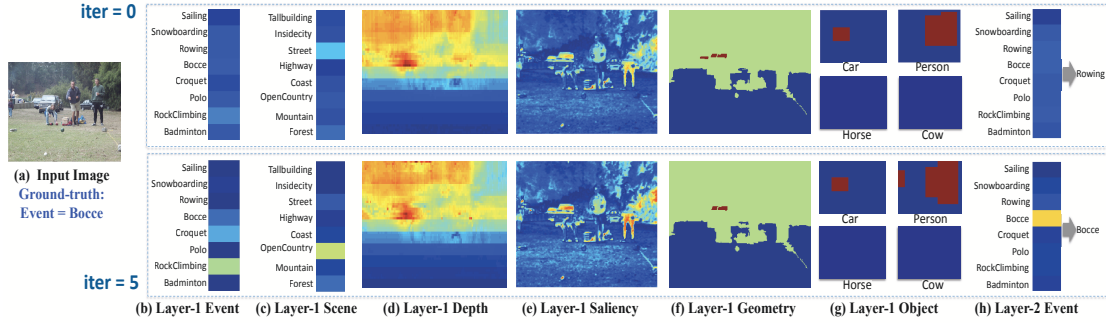 iter = 0
Sailing
Snowboarding
Rowing
Bocce
Croquet
Polo
RockClimbing
Badminton
Tallbuilding
Insidecity
Street
Highway
Coast
OpenCountry
Mountain
Forest
Car
Person
Horse
Cow
Sailing
Snowboarding
Rowing
Bocce
Croquet
Polo
RockClimbing
Badminton
Rowing
(a) Input Image
Ground-truth:
Event = Bocce
iter = 5
Sailing
Snowboarding
Rowing
Bocce
Croquet
Polo
RockClimbing
Badminton
Tallbuilding
Insidecity
Street
Highway
Coast
OpenCountry
Mountain
Forest
Car
Person
Horse
Cow
Sailing
Snowboarding
Rowing
Bocce
Croquet
Polo
RockClimbing
Badminton
Bocce
(b) Layer-1 Event
(c) Layer-1 Scene
(d) Layer-1 Depth
(e) Layer-1 Saliency
(f) Layer-1 Geometry
(g) Layer-1 Object
(h) Layer-2 Event